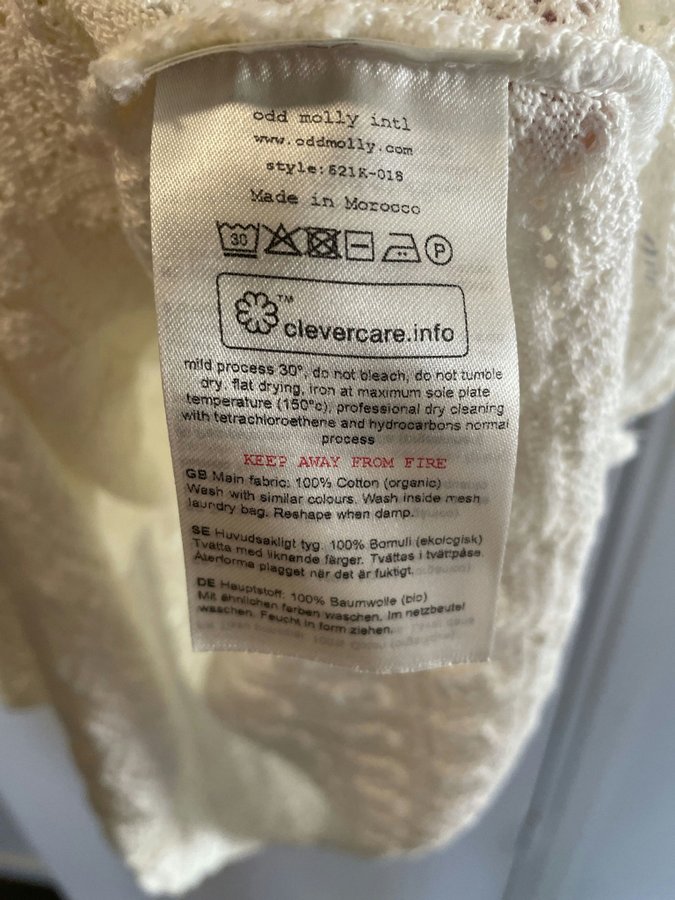 odd molly intl
www.oddmolly.com
style:621K-018
Made in Morocco
30 P
TM
clevercare.info
mild process 30°, do not bleach, do not tumble
dry, flat drying, iron at maximum sole plate
temperature (150°c), professional dry cleaning
with tetrachloroethene and hydrocarbons normal
process
KEEP AWAY FROM FIRE
GB Main fabric: 100% Cotton (organic)
Wash with similar colours. Wash inside mesh
laundry bag. Reshape when damp.
SE Huvudsakligt tyg. 100% Bomull (ekologisk)
Tvätta med liknande färger. Tvättas i tvättpåse.
Återforma plagget när det är fuktigt.
DE Hauptstoff: 100% Baumwolle (bio)
Mit ähnlichen farben waschen. Im netzbeutel
waschen. Feucht in form ziehen.